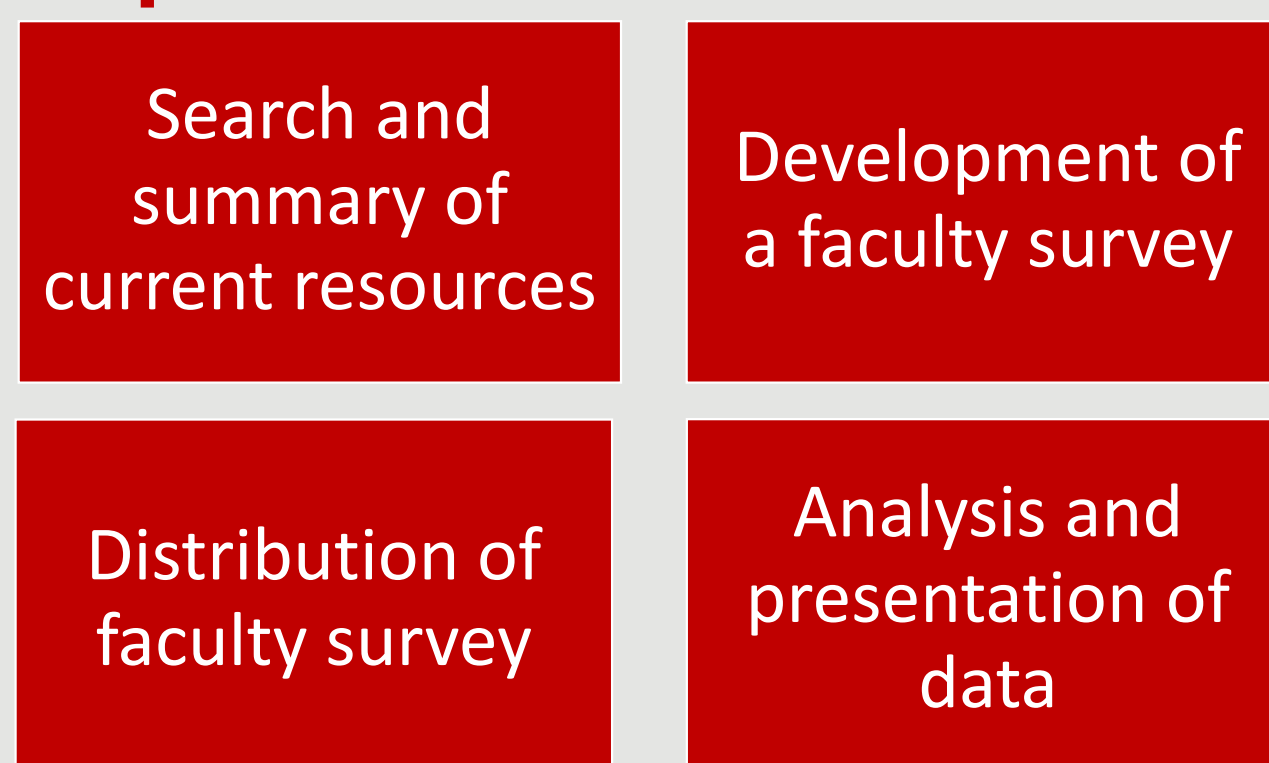 Search and
summary of
current resources
Development of
a faculty survey
Distribution of
faculty survey
Analysis and
presentation of
data